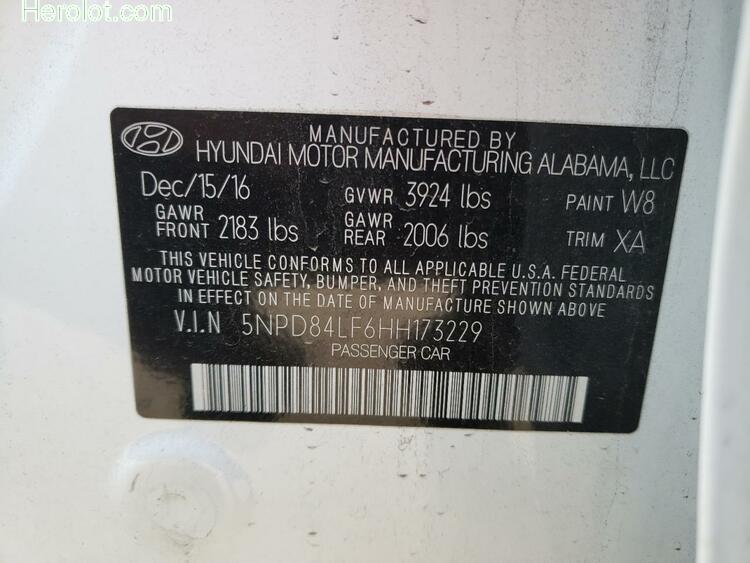 Herolot.com
MANUFACTURED BY
HYUNDAI MOTOR MANUFACTURING ALABAMA, LLC
Dec/15/16 GVWR 3924 lbs PAINT W8
GAWR FRONT 2183 lbs GAWR REAR 2006 lbs TRIM XA
THIS VEHICLE CONFORMS TO ALL APPLICABLE U.S.A. FEDERAL
MOTOR VEHICLE SAFETY, BUMPER, AND THEFT PREVENTION STANDARDS
IN EFFECT ON THE DATE OF MANUFACTURE SHOWN ABOVE
V.I.N 5NPD84LF6HH173229
PASSENGER CAR